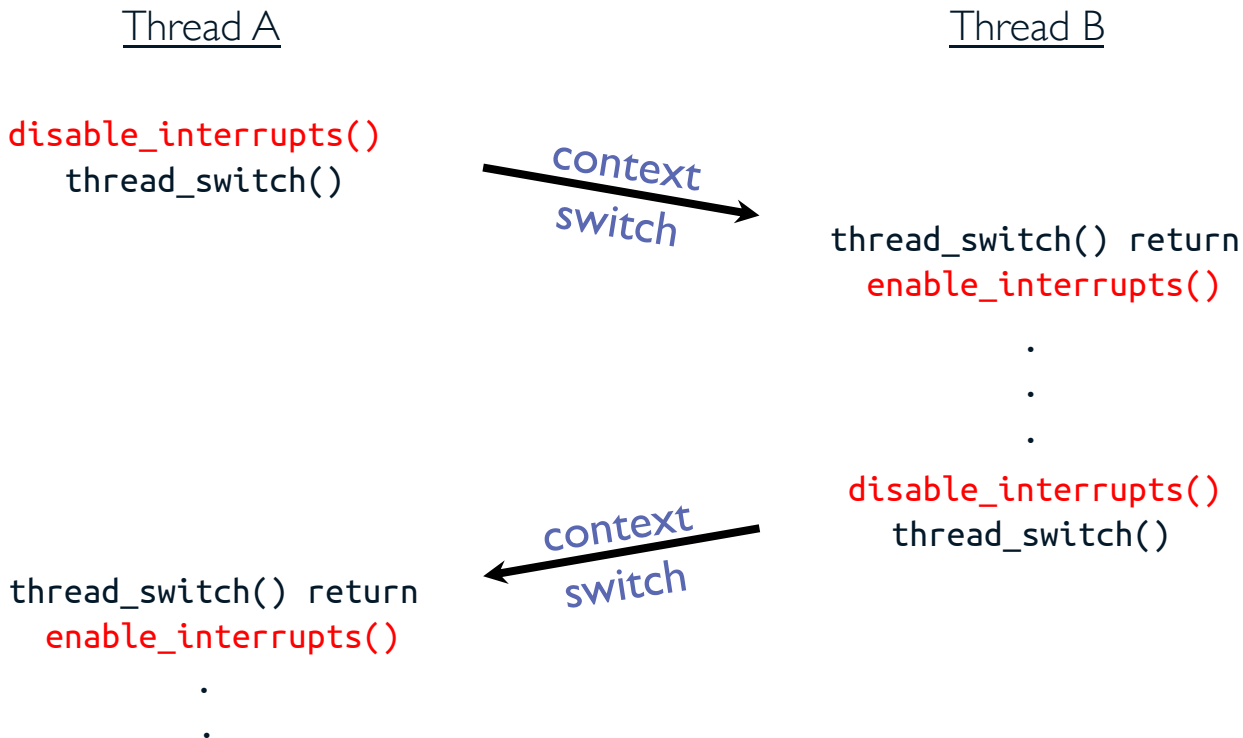 Thread A
Thread B
disable_interrupts()
thread_switch()
context
switch
thread_switch() return
enable_interrupts()
.
.
.
disable_interrupts()
thread_switch()
context
switch
thread_switch() return
enable_interrupts()
.
.